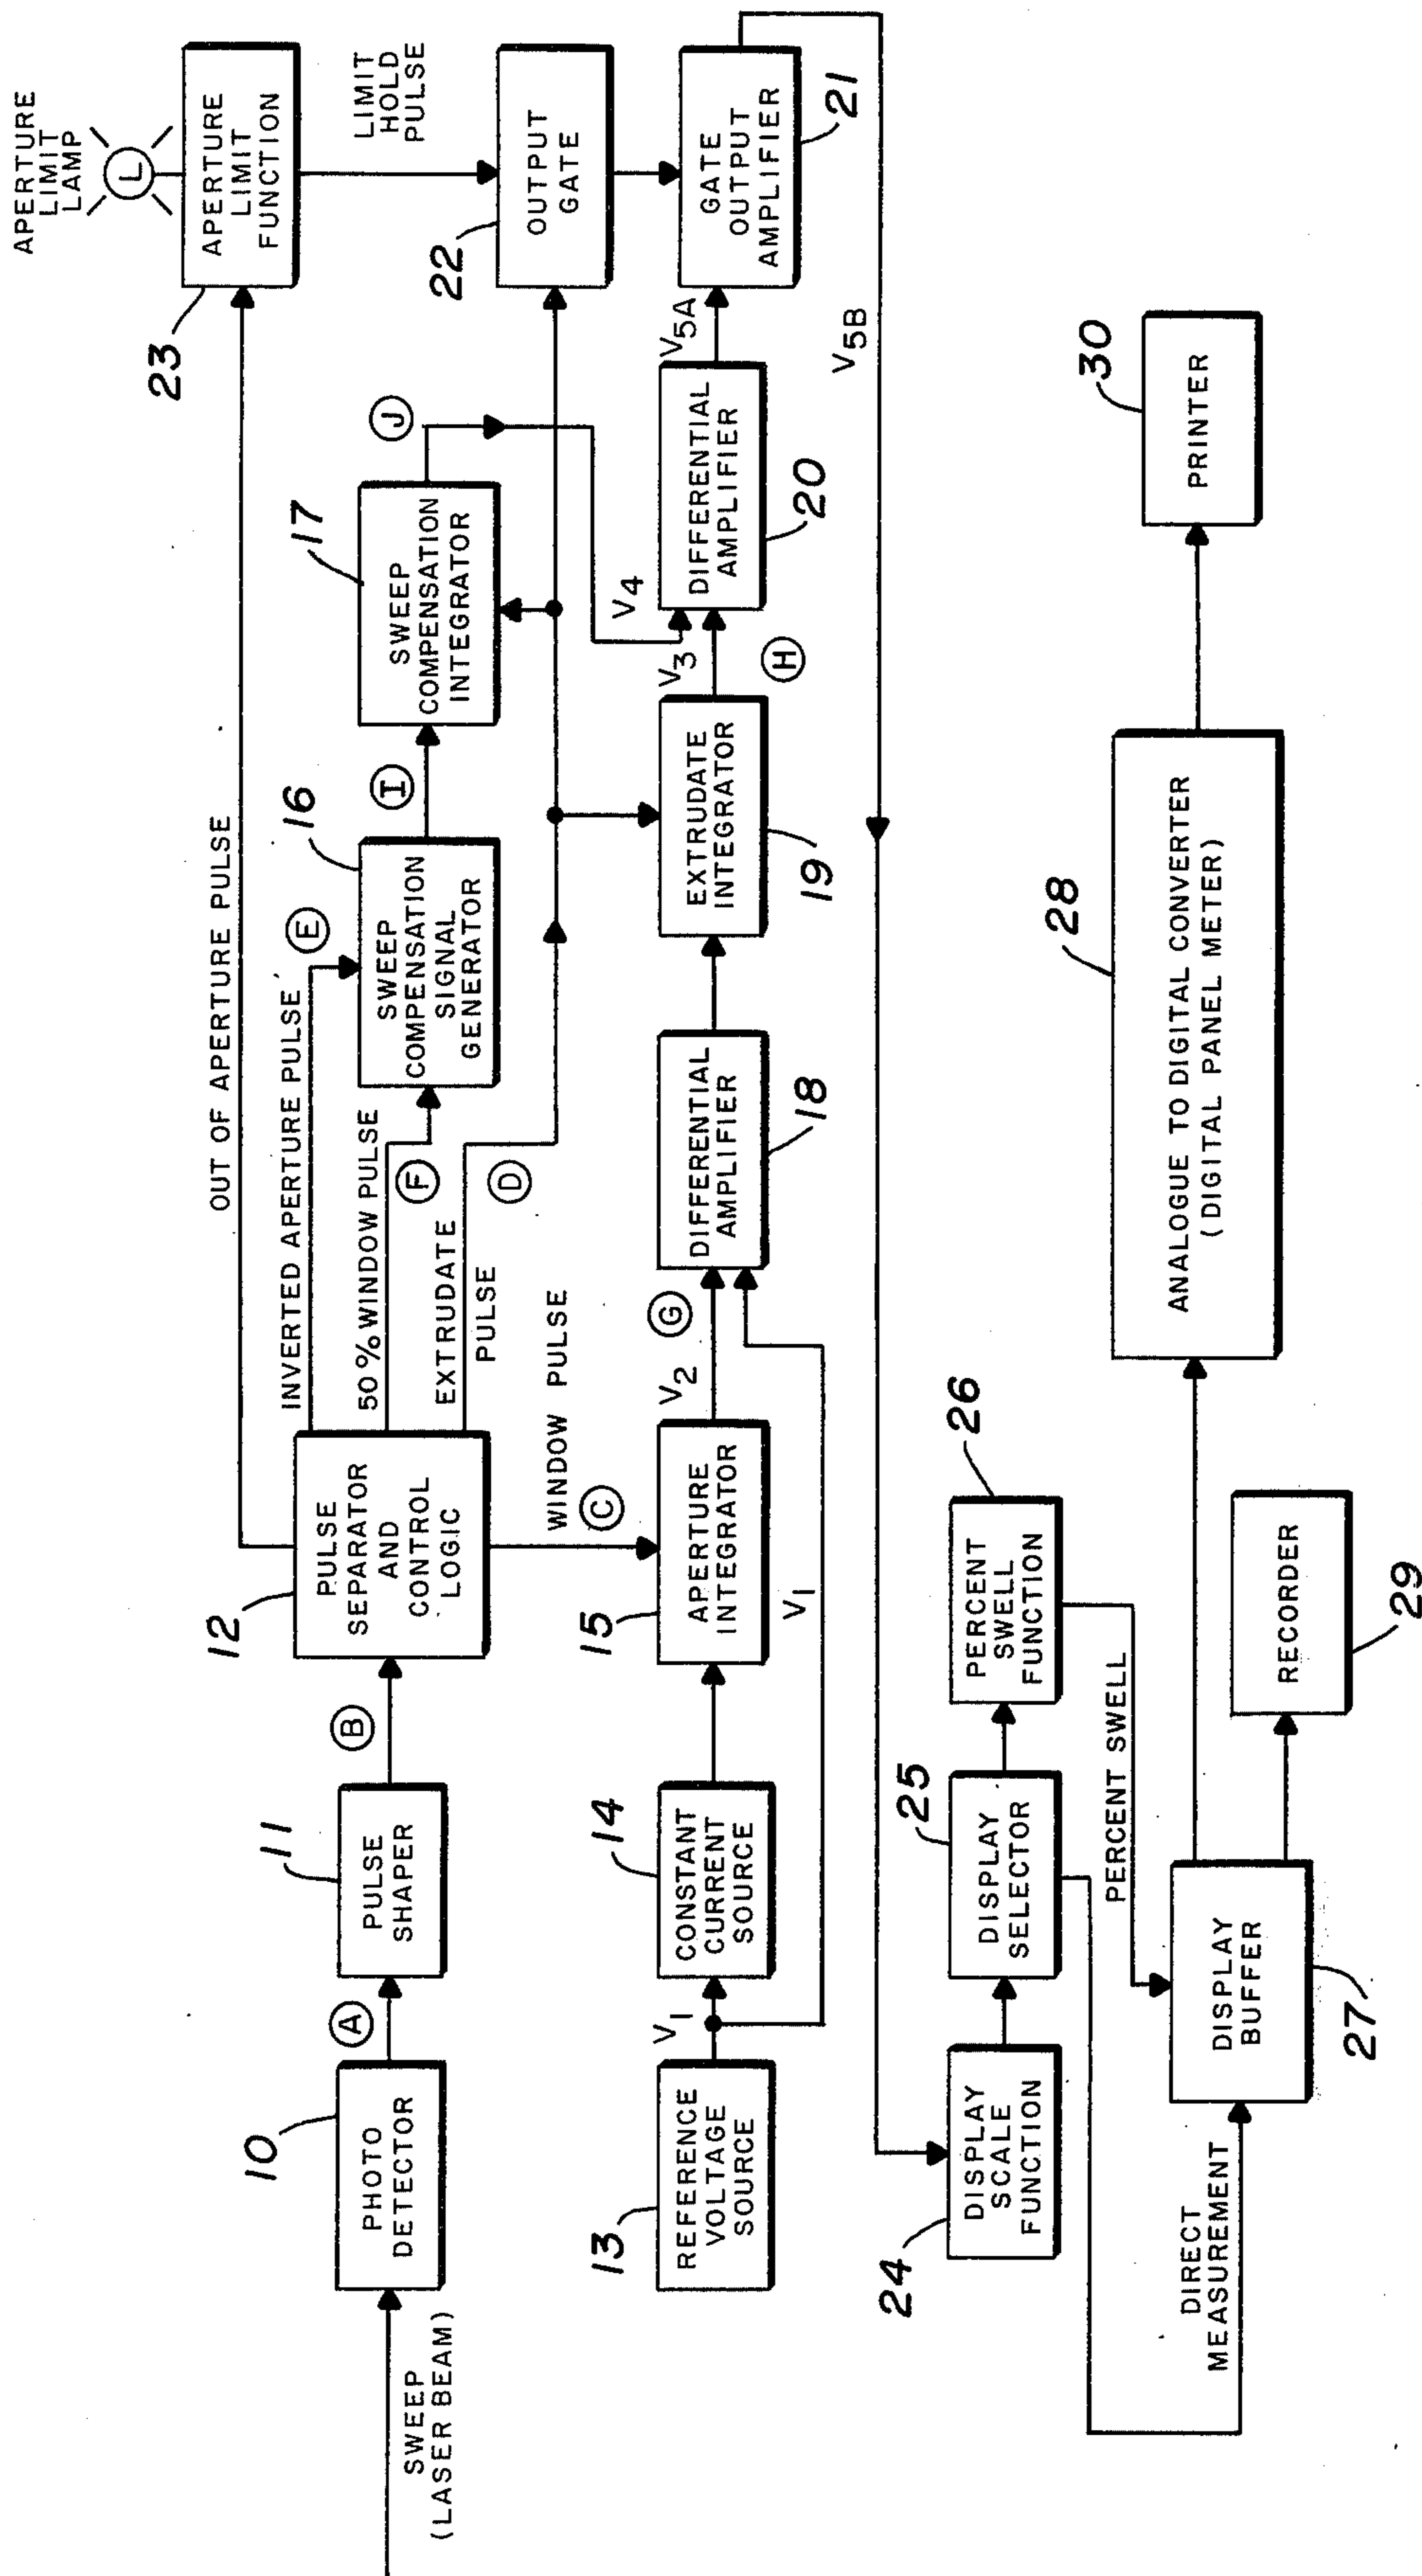 SWEEP
(LASER BEAM)
10
PHOTO
DETECTOR
A
11
PULSE
SHAPER
B
12
PULSE
SEPARATOR
AND
CONTROL
LOGIC
OUT OF APERTURE PULSE
INVERTED APERTURE PULSE
E
50% WINDOW PULSE
F
EXTRUDATE
PULSE
D
WINDOW PULSE
C
16
SWEEP
COMPENSATION
SIGNAL
GENERATOR
I
17
SWEEP
COMPENSATION
INTEGRATOR
J
23
APERTURE
LIMIT
LAMP
L
APERTURE
LIMIT
FUNCTION
LIMIT
HOLD
PULSE
22
OUTPUT
GATE
13
REFERENCE
VOLTAGE
SOURCE
V1
14
CONSTANT
CURRENT
SOURCE
15
APERTURE
INTEGRATOR
V1
V2
G
DIFFERENTIAL
AMPLIFIER
18
EXTRUDATE
INTEGRATOR
19
V3
H
V4
DIFFERENTIAL
AMPLIFIER
20
V5A
GATE
OUTPUT
AMPLIFIER
21
V5B
24
DISPLAY
SCALE
FUNCTION
25
DISPLAY
SELECTOR
26
PERCENT
SWELL
FUNCTION
PERCENT SWELL
DIRECT
MEASUREMENT
DISPLAY
BUFFER
27
RECORDER
29
28
ANALOGUE TO DIGITAL CONVERTER
(DIGITAL PANEL METER)
30
PRINTER